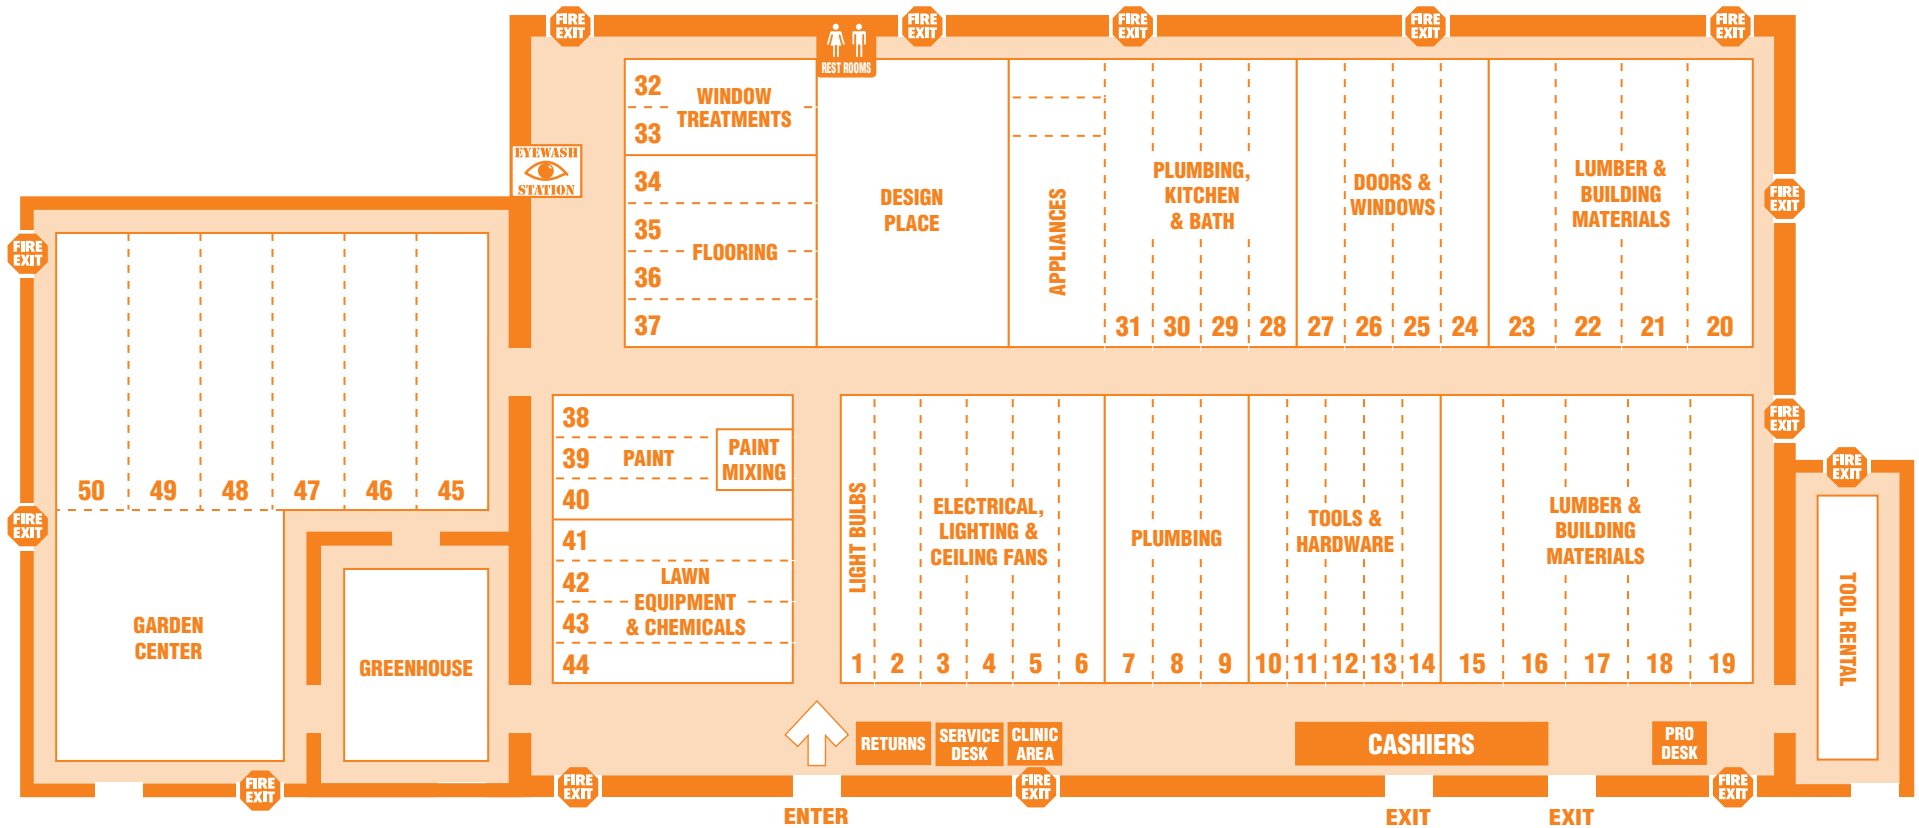 FIRE
EXIT
FIRE
EXIT
FIRE
EXIT
FIRE
EXIT
FIRE
EXIT
REST ROOMS
32
WINDOW
TREATMENTS
33
EYEWASH
STATION
34
35
FLOORING
36
37
DESIGN
PLACE
APPLIANCES
PLUMBING,
KITCHEN
& BATH
31 30 29 28
DOORS &
WINDOWS
27 26 25 24
LUMBER &
BUILDING
MATERIALS
23 22 21 20
FIRE
EXIT
FIRE
EXIT
FIRE
EXIT
50 49 48 47 46 45
FIRE
EXIT
GARDEN
CENTER
GREENHOUSE
38
39
PAINT
PAINT
MIXING
40
41
42
LAWN
EQUIPMENT
& CHEMICALS
43
44
LIGHT BULBS
ELECTRICAL,
LIGHTING &
CEILING FANS
1 2 3 4 5 6
PLUMBING
7 8 9
TOOLS &
HARDWARE
10 11 12 13 14
LUMBER &
BUILDING
MATERIALS
15 16 17 18 19
FIRE
EXIT
TOOL RENTAL
RETURNS
SERVICE
DESK
CLINIC
AREA
CASHIERS
PRO
DESK
FIRE
EXIT
FIRE
EXIT
FIRE
EXIT
FIRE
EXIT
ENTER
EXIT
EXIT